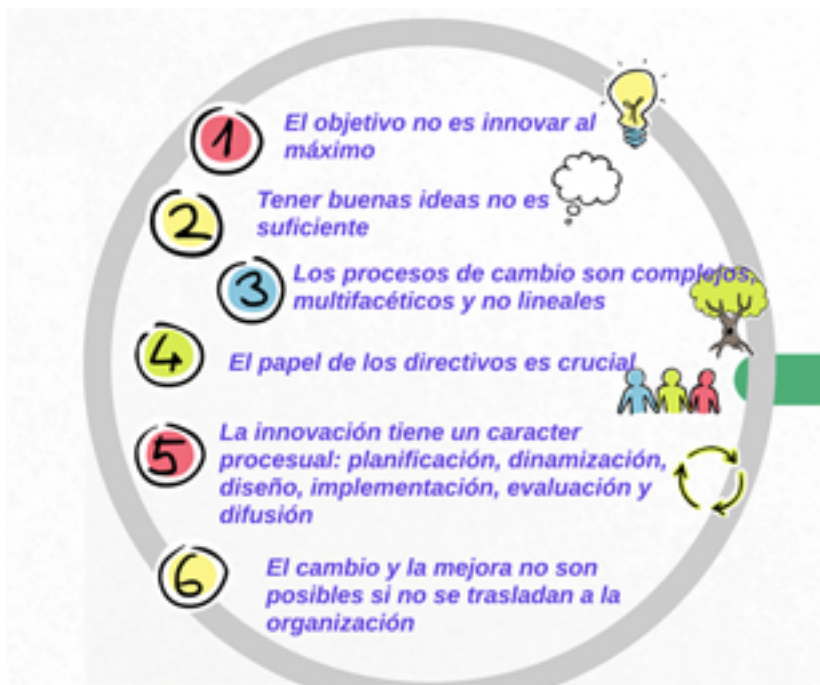 1
El objetivo no es innovar al
máximo
2
Tener buenas ideas no es
suficiente
3
Los procesos de cambio son complejos,
multifacéticos y no lineales
4
El papel de los directivos es crucial
5
La innovación tiene un caracter
procesual: planificación, dinamización,
diseño, implementación, evaluación y
difusión
6
El cambio y la mejora no son
posibles si no se trasladan a la
organización